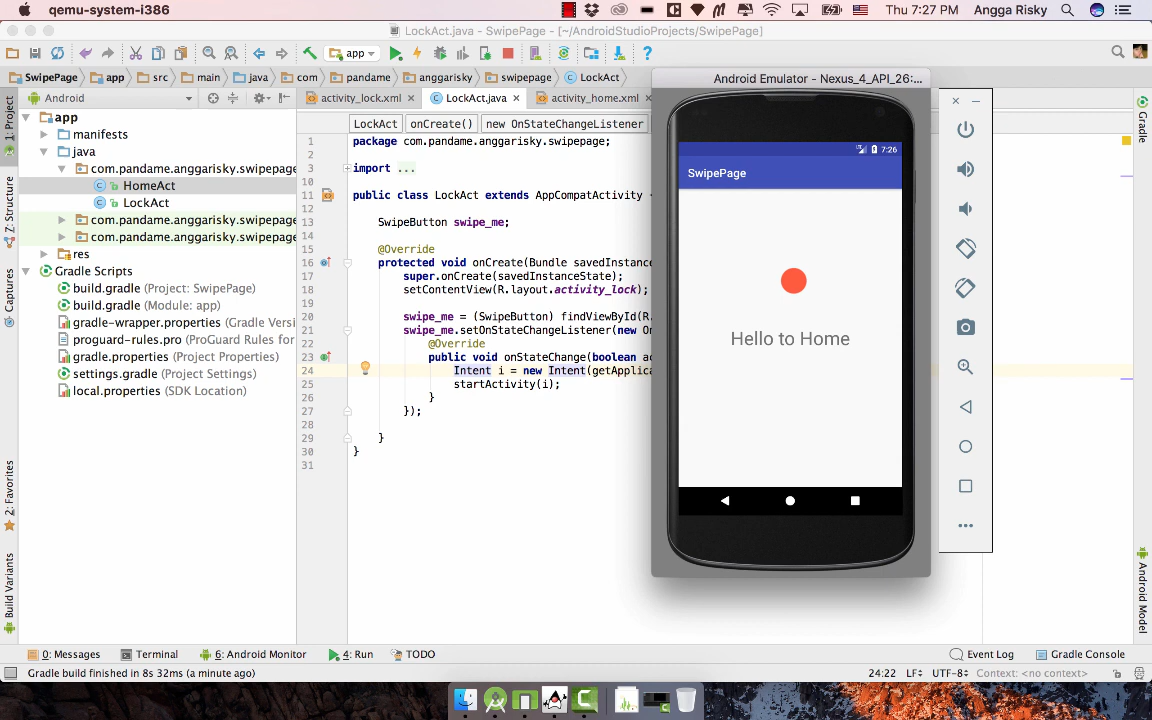 qemu-system-i386
Thu 7:27 PM Angga Risky
LockAct.java - SwipePage - [~/AndroidStudioProjects/SwipePage]
app
SwipePage app src main java com pandame anggarisky swipepage LockAct
Android Emulator - Nexus_4_API_26:...
Android
activity_lock.xml LockAct.java activity_home.xml
LockAct onCreate() new OnStateChangeListener
1: Project
Z: Structure
Captures
2: Favorites
Build Variants
app
manifests
java
com.pandame.anggarisky.swipepage
HomeAct
LockAct
com.pandame.anggarisky.swipepage
com.pandame.anggarisky.swipepage
res
Gradle Scripts
build.gradle (Project: SwipePage)
build.gradle (Module: app)
gradle-wrapper.properties (Gradle Versi
proguard-rules.pro (ProGuard Rules for
gradle.properties (Project Properties)
settings.gradle (Project Settings)
local.properties (SDK Location)
1 package com.pandame.anggarisky.swipepage;
2
3 import ...
10
11 public class LockAct extends AppCompatActivity
12
13 SwipeButton swipe_me;
14
15 @Override
16 protected void onCreate(Bundle savedInstanc
17 super.onCreate(savedInstanceState);
18 setContentView(R.layout.activity_lock);
19
20 swipe_me = (SwipeButton) findViewById(R.
21 swipe_me.setOnStateChangeListener(new On
22 @Override
23 public void onStateChange(boolean ac
24 Intent i = new Intent(getApplica
25 startActivity(i);
26 }
27 });
28
29 }
30 }
31
7:26
SwipePage
Hello to Home
Gradle
Android Model
0: Messages Terminal 6: Android Monitor 4: Run TODO Event Log Gradle Console
Gradle build finished in 8s 32ms (a minute ago) 24:22 LF÷ UTF-8÷ Context: <no context>